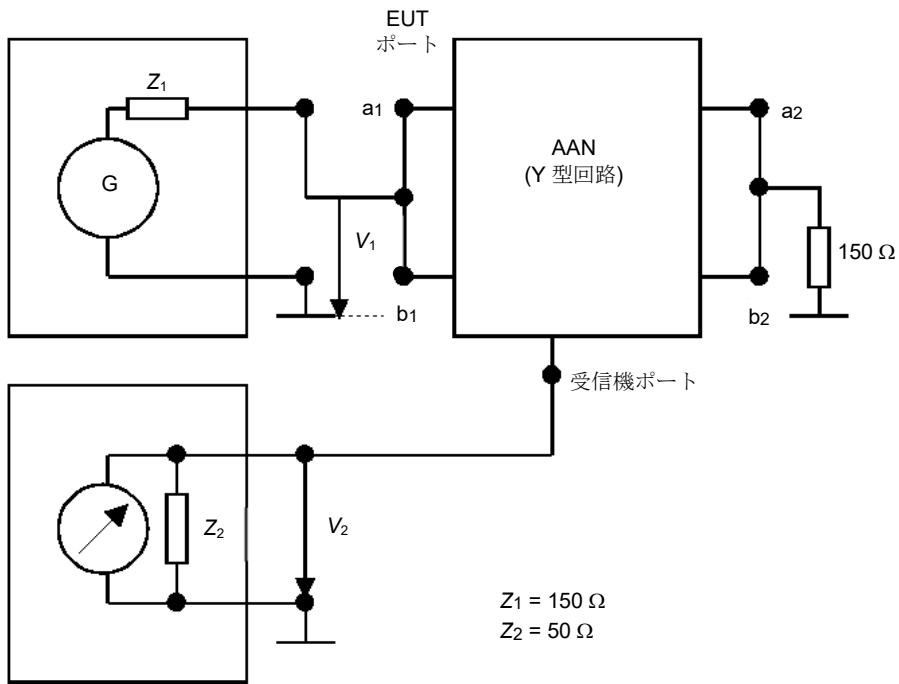 EUT
ポート
Z1
a1
a2
AAN
(Y 型回路)
G
V1
150 Ω
b1
b2
受信機ポート
Z2
V2
Z1 = 150 Ω
Z2 = 50 Ω